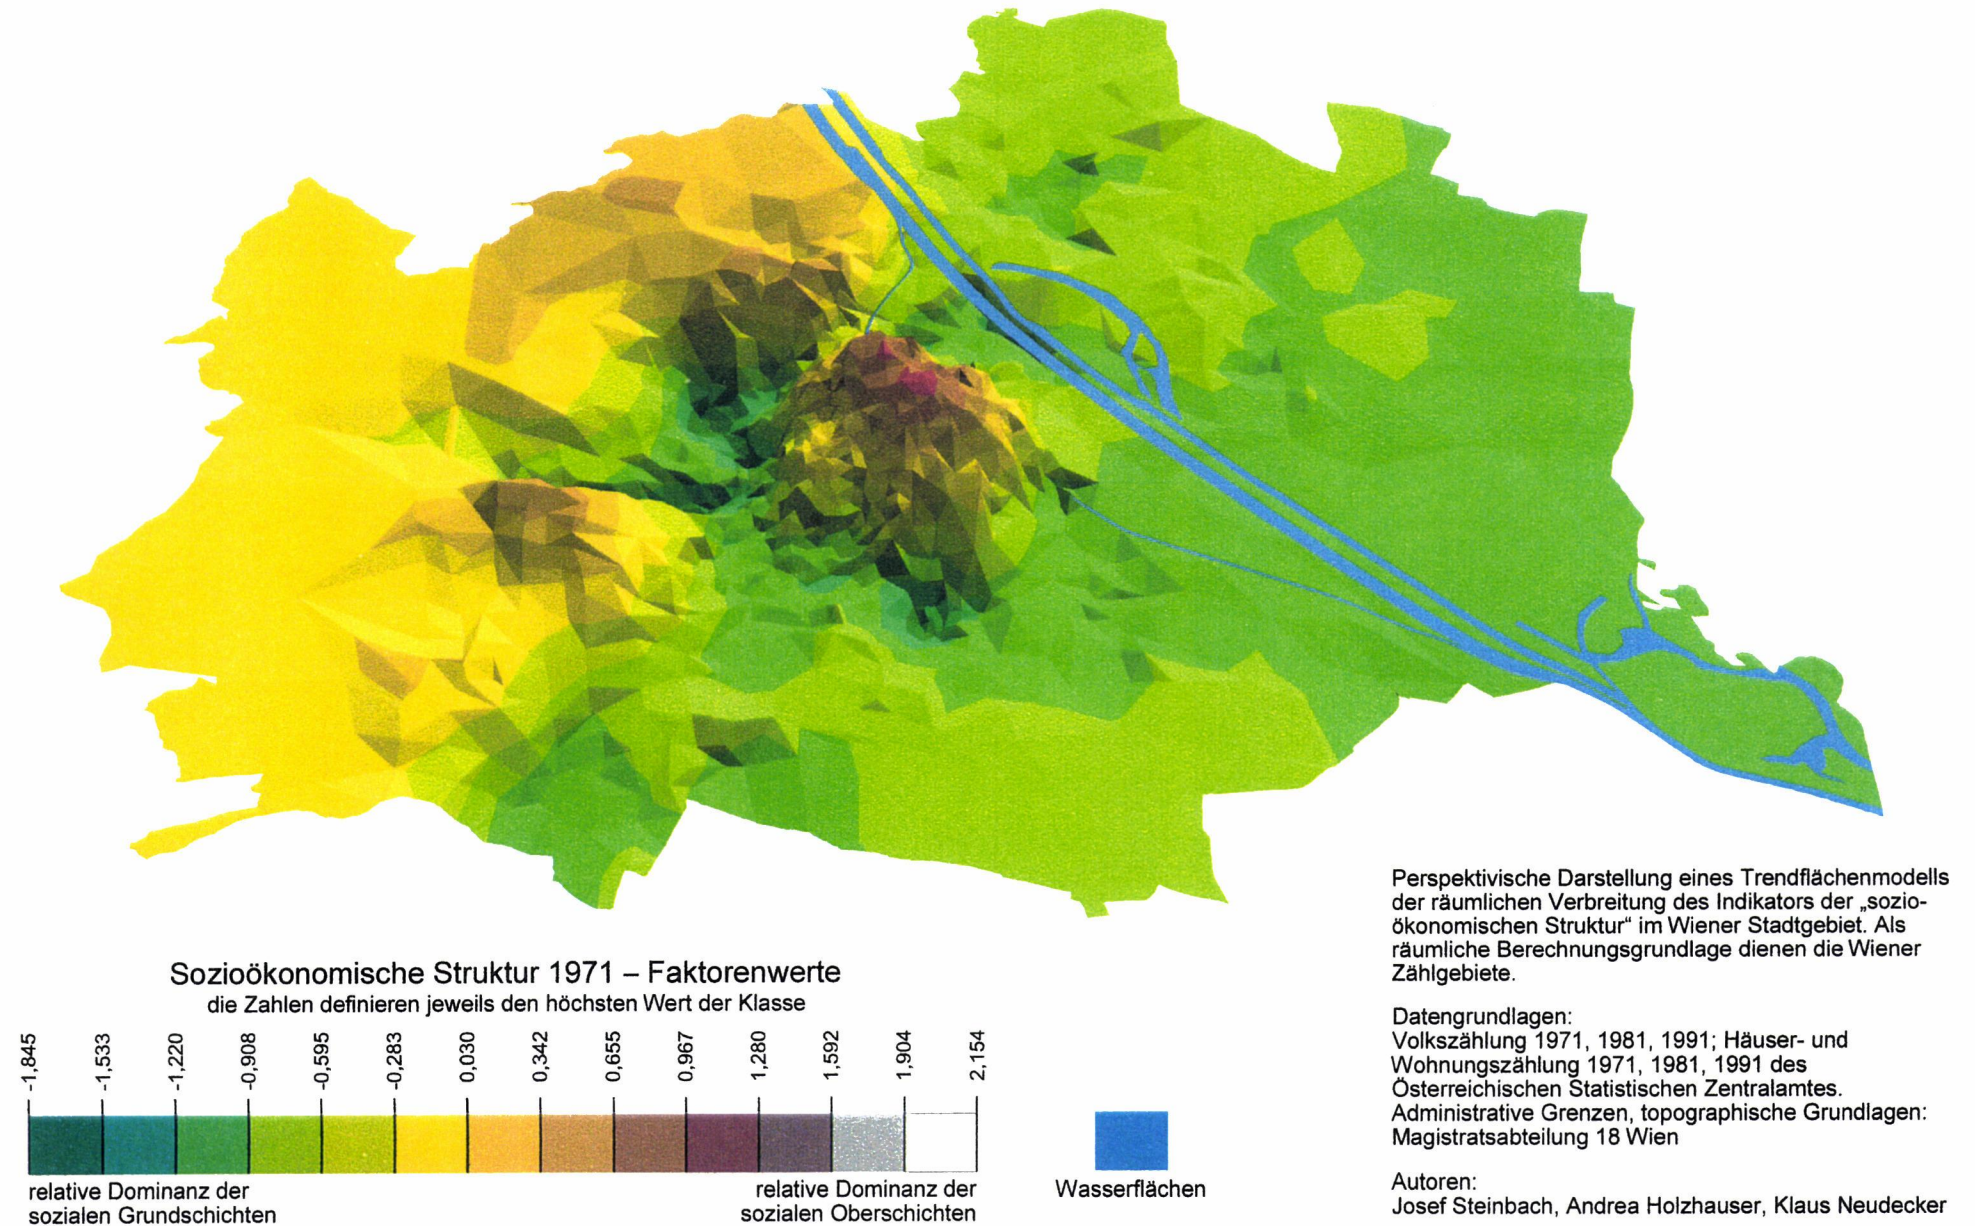 Perspektivische Darstellung eines Trendflächenmodells
der räumlichen Verbreitung des Indikators der „sozio-
ökonomischen Struktur“ im Wiener Stadtgebiet. Als
räumliche Berechnungsgrundlage dienen die Wiener
Zählgebiete.
Datengrundlagen:
Volkszählung 1971, 1981, 1991; Häuser- und
Wohnungszählung 1971, 1981, 1991 des
Österreichischen Statistischen Zentralamtes.
Administrative Grenzen, topographische Grundlagen:
Magistratsabteilung 18 Wien
Autoren:
Josef Steinbach, Andrea Holzhauser, Klaus Neudecker
Sozioökonomische Struktur 1971 – Faktorenwerte
die Zahlen definieren jeweils den höchsten Wert der Klasse
-1,845
-1,533
-1,220
-0,908
-0,595
-0,283
0,030
0,342
0,655
0,967
1,280
1,592
1,904
2,154
relative Dominanz der
sozialen Grundschichten
relative Dominanz der
sozialen Oberschichten
Wasserflächen